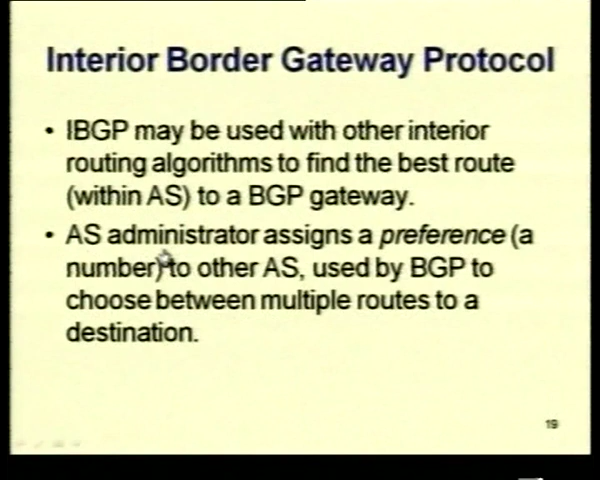 Interior Border Gateway Protocol
• IBGP may be used with other interior
routing algorithms to find the best route
(within AS) to a BGP gateway.
• AS administrator assigns a preference (a
number) to other AS, used by BGP to
choose between multiple routes to a
destination.
19